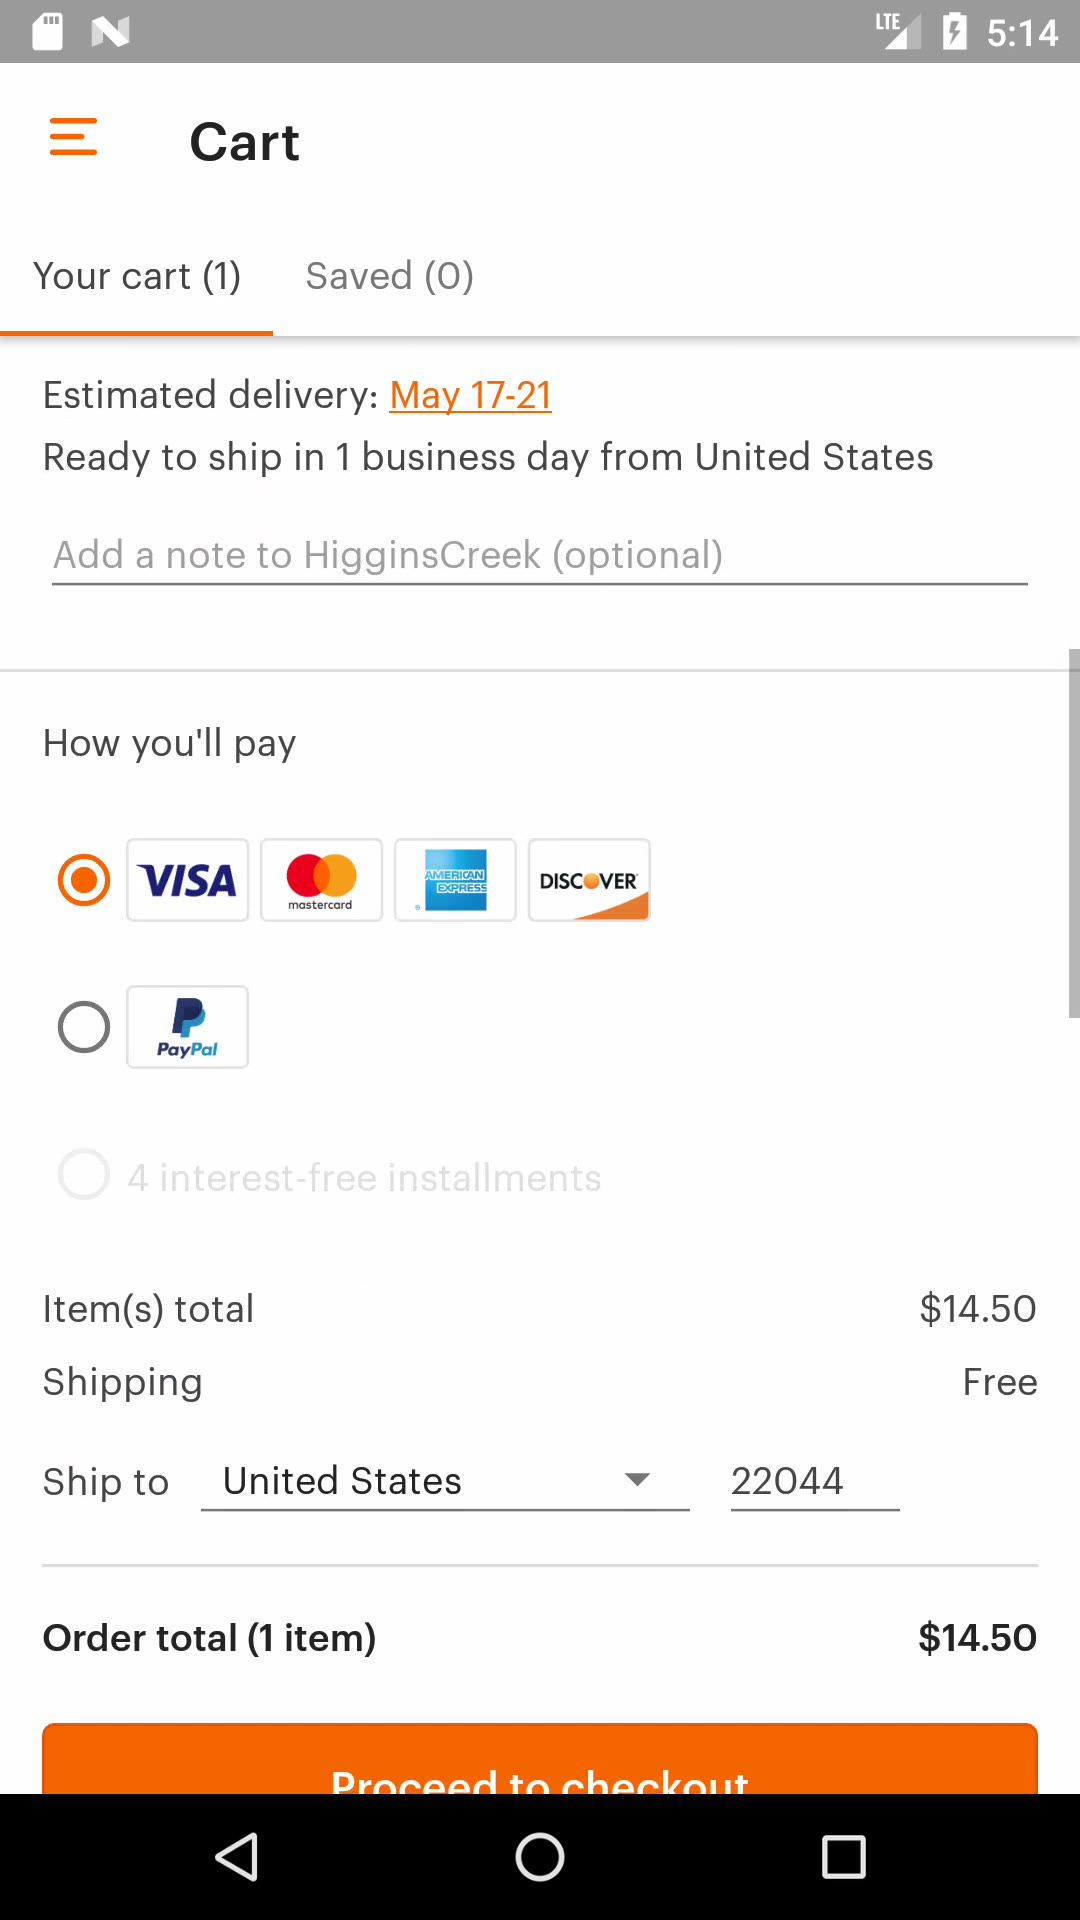 LTE 5:14
Cart
Your cart (1) Saved (0)
Estimated delivery: May 17-21
Ready to ship in 1 business day from United States
Add a note to HigginsCreek (optional)
How you'll pay
VISA mastercard AMERICAN EXPRESS DISCOVER
PayPal
4 interest-free installments
Item(s) total $14.50
Shipping Free
Ship to United States 22044
Order total (1 item) $14.50
Proceed to checkout